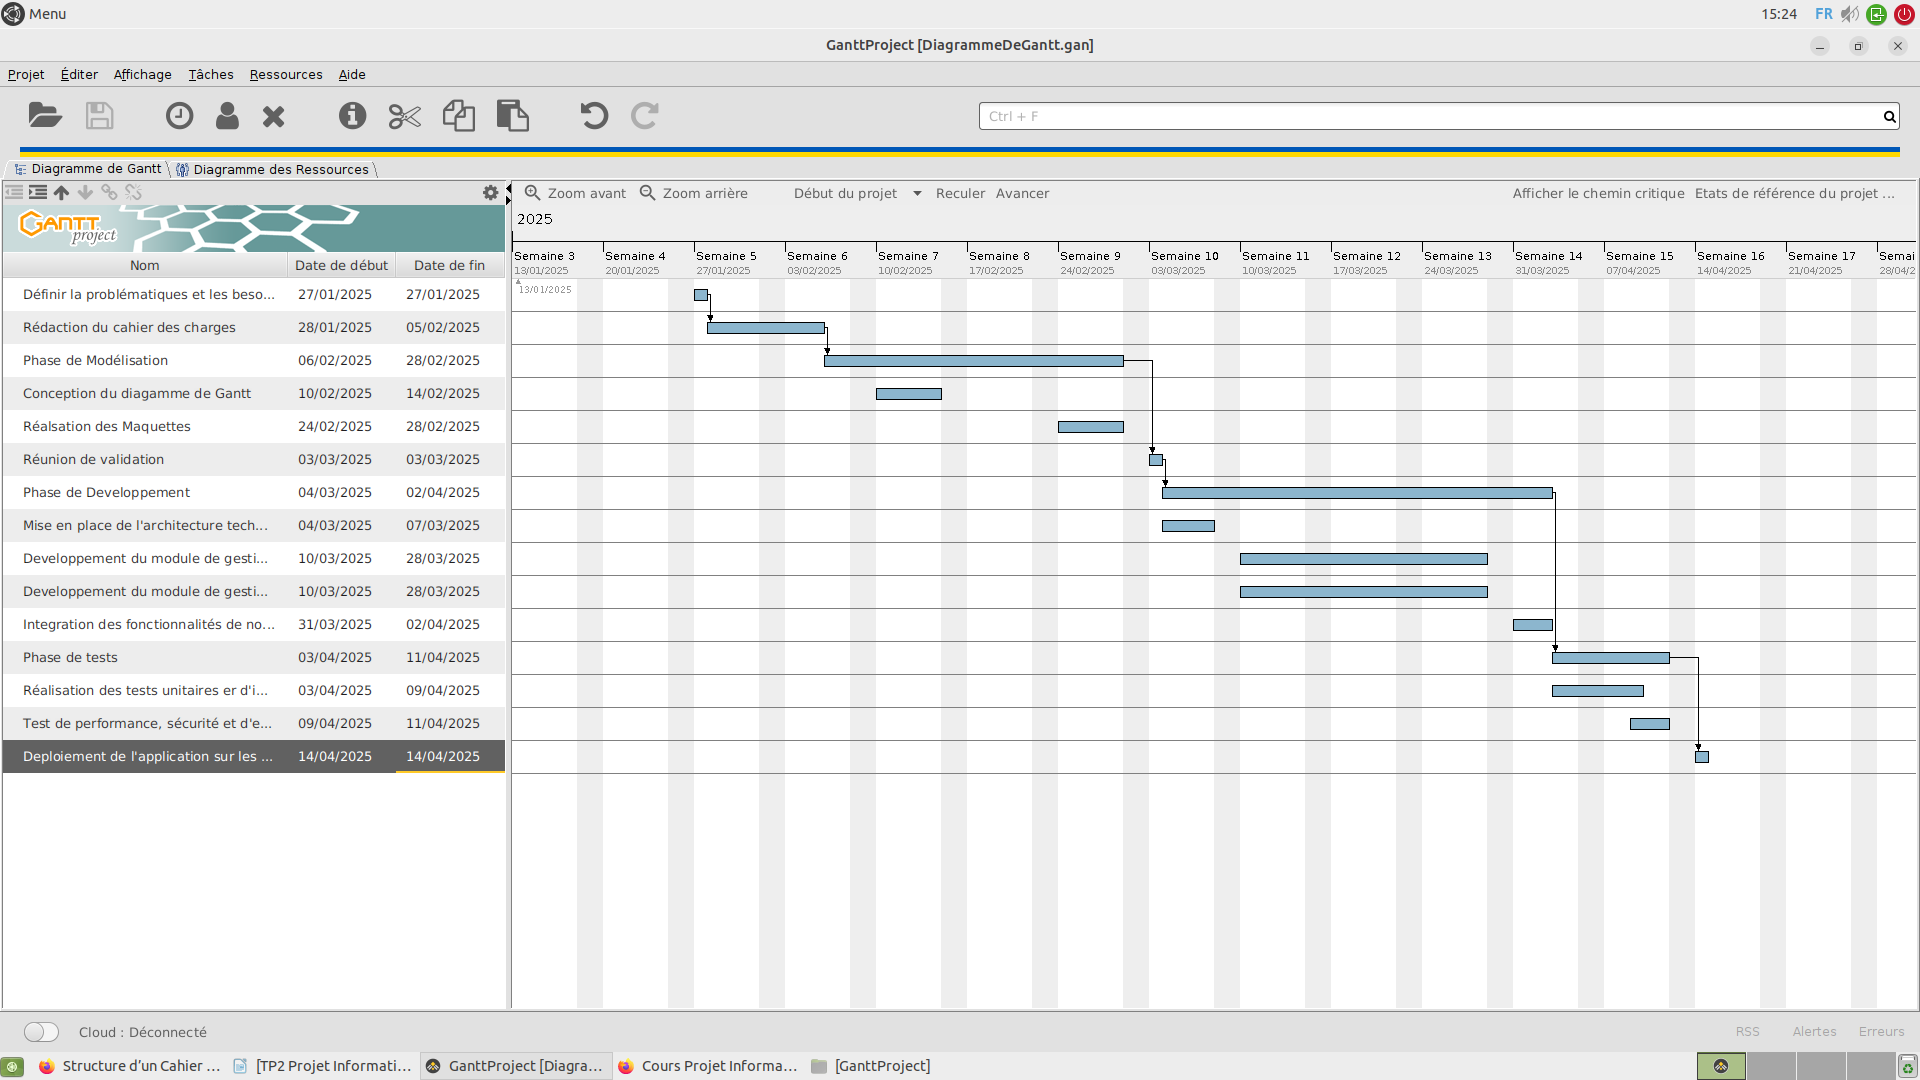 Menu
15:24 FR
GanttProject [DiagrammeDeGantt.gan]
Projet Éditer Affichage Tâches Ressources Aide
Ctrl + F
Diagramme de Gantt Diagramme des Ressources
Zoom avant Zoom arrière Début du projet Reculer Avancer Afficher le chemin critique Etats de référence du projet ...
GANTT project
2025
Semaine 3 Semaine 4 Semaine 5 Semaine 6 Semaine 7 Semaine 8 Semaine 9 Semaine 10 Semaine 11 Semaine 12 Semaine 13 Semaine 14 Semaine 15 Semaine 16 Semaine 17 Semai
13/01/2025 20/01/2025 27/01/2025 03/02/2025 10/02/2025 17/02/2025 24/02/2025 03/03/2025 10/03/2025 17/03/2025 24/03/2025 31/03/2025 07/04/2025 14/04/2025 21/04/2025 28/04/2
Nom Date de début Date de fin
13/01/2025
Définir la problématiques et les beso... 27/01/2025 27/01/2025
Rédaction du cahier des charges 28/01/2025 05/02/2025
Phase de Modélisation 06/02/2025 28/02/2025
Conception du diagamme de Gantt 10/02/2025 14/02/2025
Réalsation des Maquettes 24/02/2025 28/02/2025
Réunion de validation 03/03/2025 03/03/2025
Phase de Developpement 04/03/2025 02/04/2025
Mise en place de l'architecture tech... 04/03/2025 07/03/2025
Developpement du module de gesti... 10/03/2025 28/03/2025
Developpement du module de gesti... 10/03/2025 28/03/2025
Integration des fonctionnalités de no... 31/03/2025 02/04/2025
Phase de tests 03/04/2025 11/04/2025
Réalisation des tests unitaires er d'i... 03/04/2025 09/04/2025
Test de performance, sécurité et d'e... 09/04/2025 11/04/2025
Deploiement de l'application sur les ... 14/04/2025 14/04/2025
Cloud : Déconnecté
RSS Alertes Erreurs
Structure d’un Cahier ... [TP2 Projet Informati... GanttProject [Diagra... Cours Projet Informa... [GanttProject]